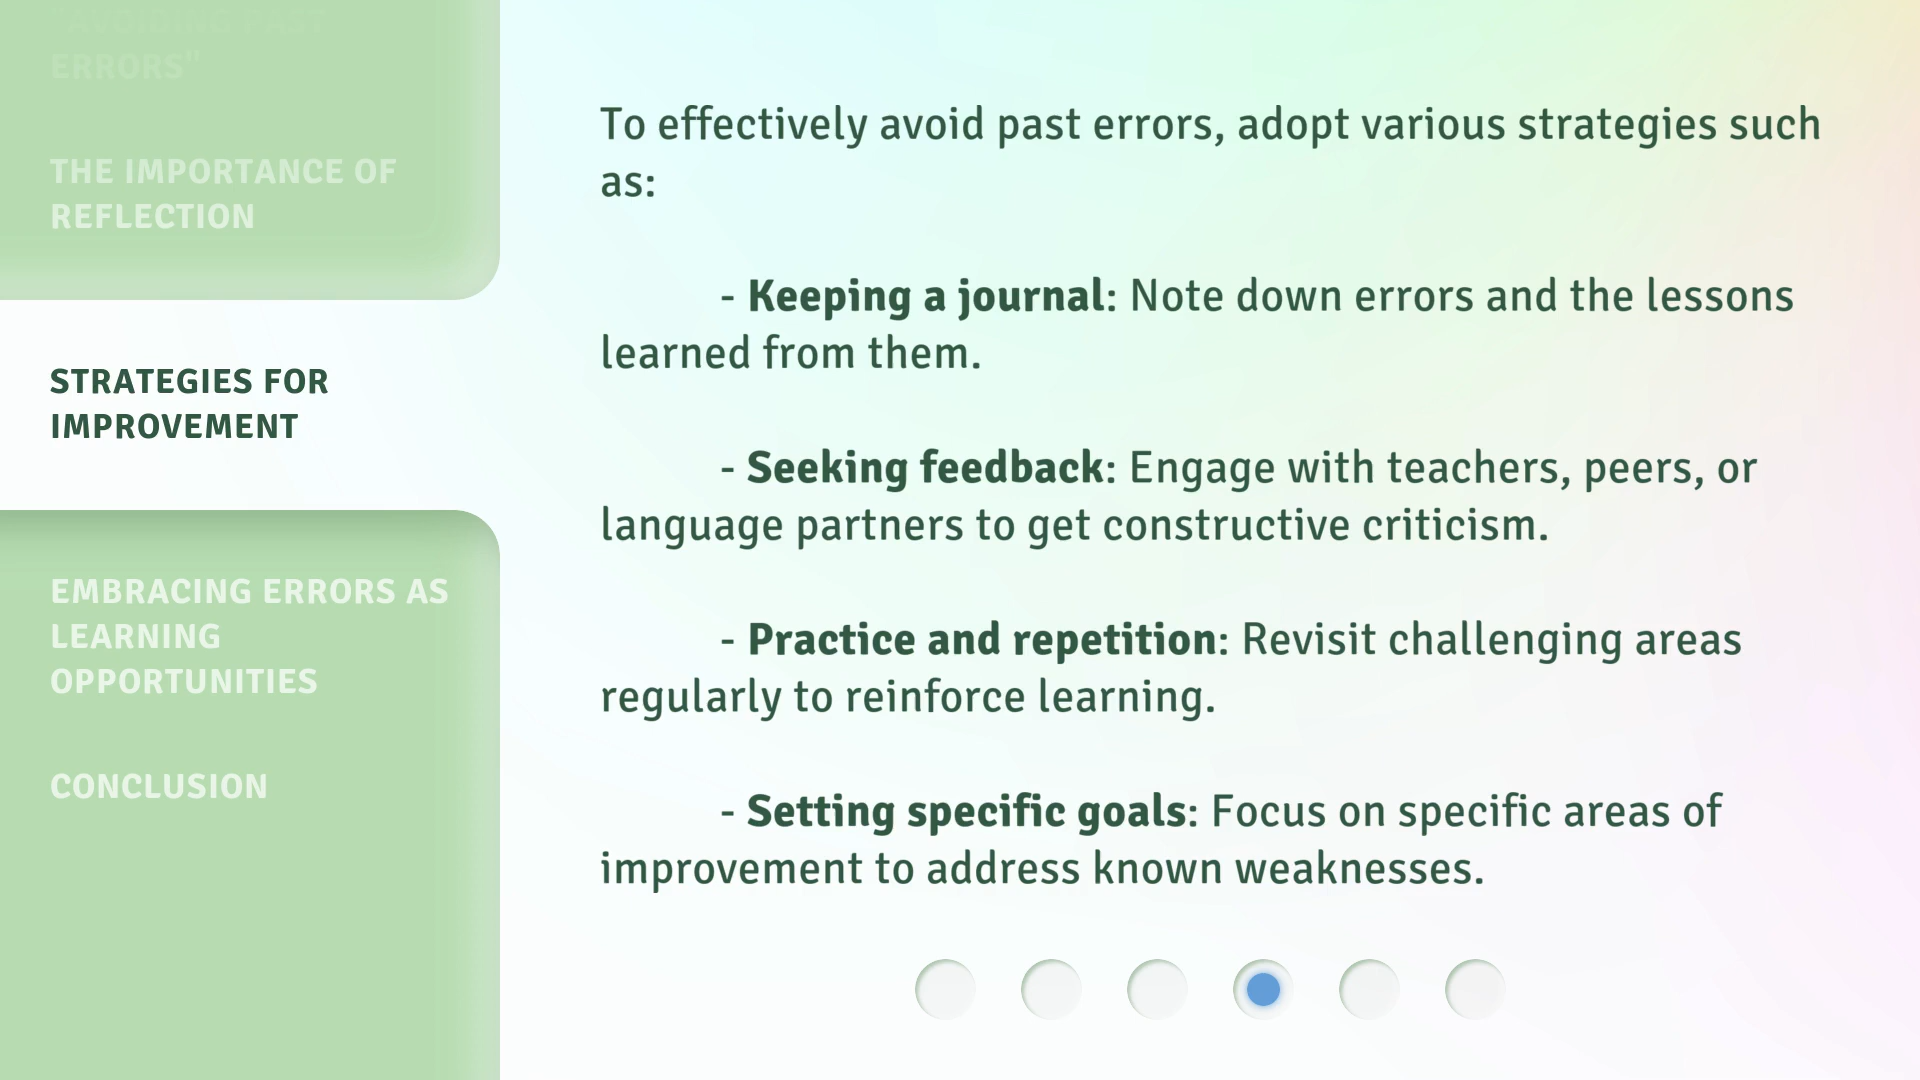 "AVOIDING PAST
ERRORS"
THE IMPORTANCE OF
REFLECTION
STRATEGIES FOR
IMPROVEMENT
EMBRACING ERRORS AS
LEARNING
OPPORTUNITIES
CONCLUSION
To effectively avoid past errors, adopt various strategies such
as:
- Keeping a journal: Note down errors and the lessons
learned from them.
- Seeking feedback: Engage with teachers, peers, or
language partners to get constructive criticism.
- Practice and repetition: Revisit challenging areas
regularly to reinforce learning.
- Setting specific goals: Focus on specific areas of
improvement to address known weaknesses.